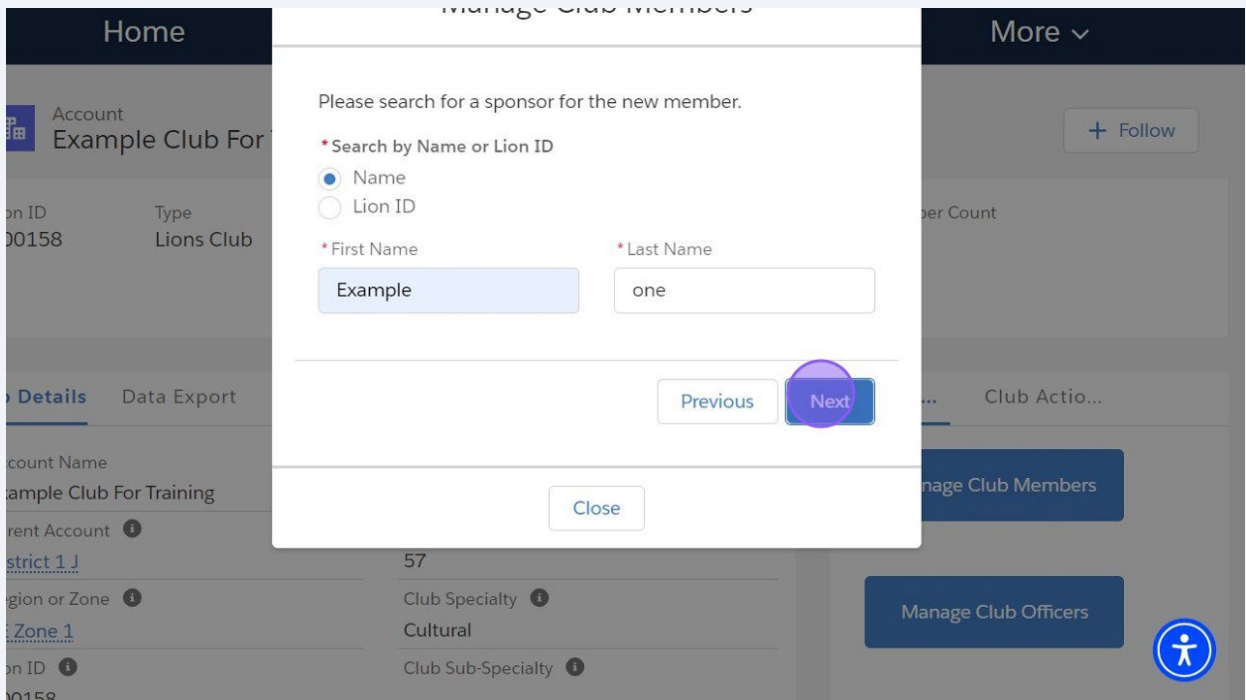 Manage Club Members
Home
More
Please search for a sponsor for the new member.
Account
Example Club For
+ Follow
* Search by Name or Lion ID
Name
Lion ID
on ID
Type
ber Count
00158
Lions Club
* First Name
* Last Name
Example
one
Details
Data Export
Previous
Next
...
Club Actio...
count Name
ample Club For Training
nage Club Members
Close
rent Account
strict 1 J
57
gion or Zone
Club Specialty
Manage Club Officers
Zone 1
Cultural
on ID
Club Sub-Specialty
00158